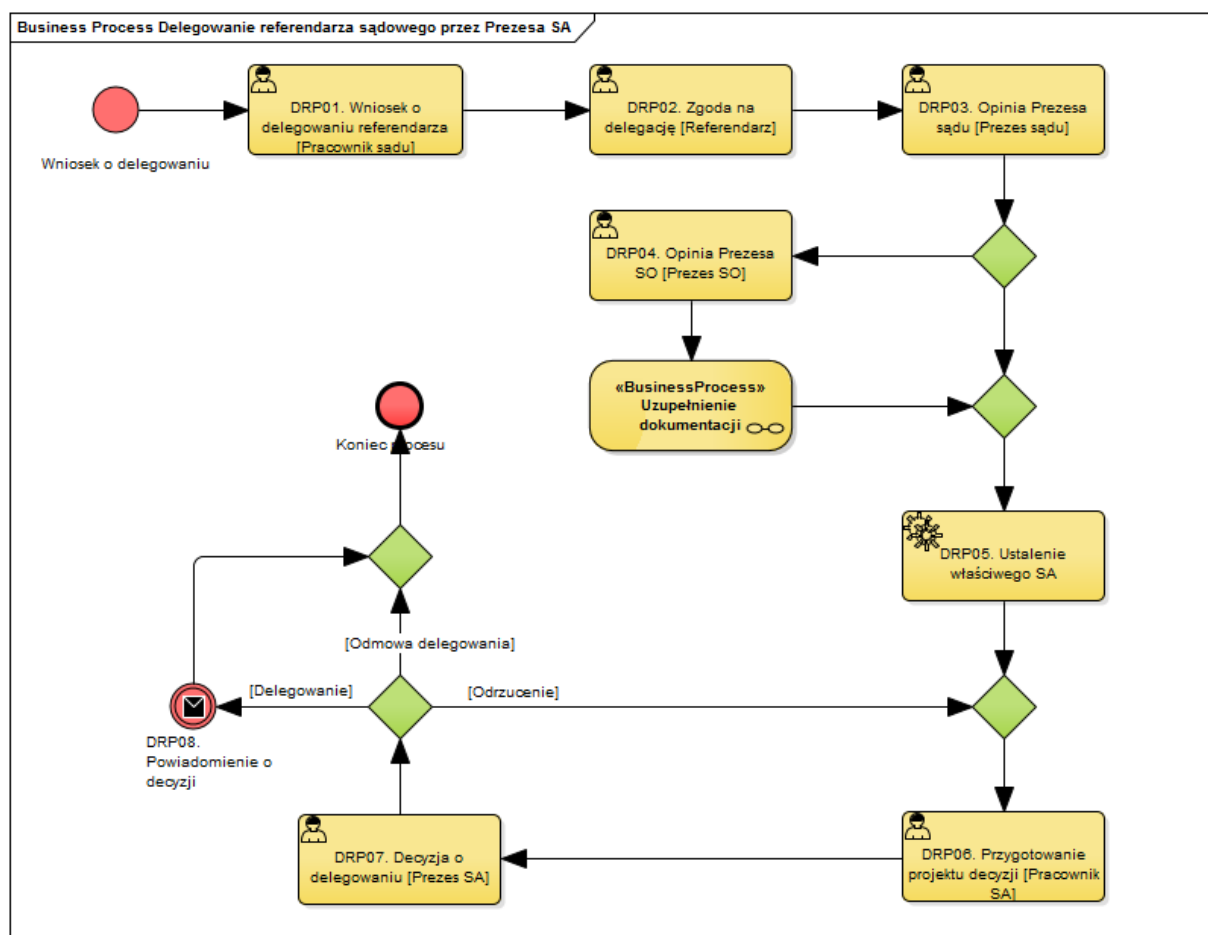 Business Process Delegowanie referendarza sądowego przez Prezesa SA
DRP01. Wniosek o
delegowaniu referendarza
[Pracownik sadu]
DRP02. Zgoda na
delegację [Referendarz]
DRP03. Opinia Prezesa
sądu [Prezes sądu]
Wniosek o delegowaniu
DRP04. Opinia Prezesa
SO [Prezes SO]
«BusinessProcess»
Uzupełnienie
dokumentacji
Koniec procesu
DRP05. Ustalenie
właściwego SA
[Odmowa delegowania]
[Delegowanie]
[Odrzucenie]
DRP08.
Powiadomienie o
decyzji
DRP07. Decyzja o
delegowaniu [Prezes SA]
DRP06. Przygotowanie
projektu decyzji [Pracownik
SA]